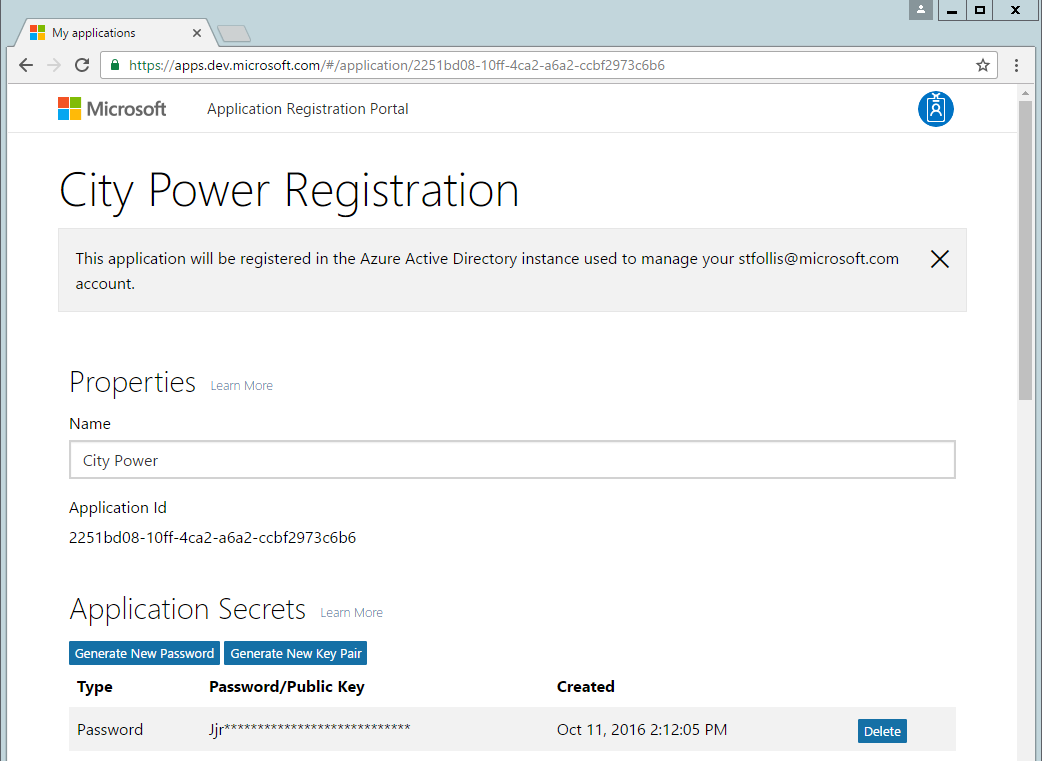 My applications
https://apps.dev.microsoft.com/#/application/2251bd08-10ff-4ca2-a6a2-ccbf2973c6b6
Microsoft Application Registration Portal
City Power Registration
This application will be registered in the Azure Active Directory instance used to manage your stfollis@microsoft.com
account.
Properties Learn More
Name
City Power
Application Id
2251bd08-10ff-4ca2-a6a2-ccbf2973c6b6
Application Secrets Learn More
Generate New Password Generate New Key Pair
Type Password/Public Key Created
Password Jjr**************************** Oct 11, 2016 2:12:05 PM Delete